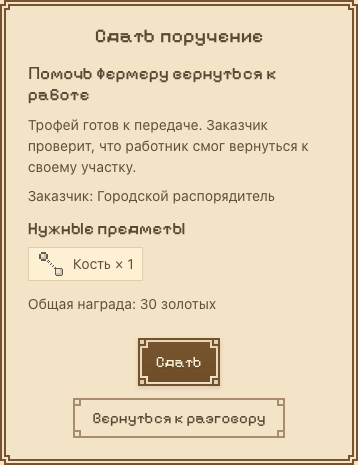 Сдать поручение
Помочь фермеру вернуться к
работе
Трофей готов к передаче. Заказчик
проверит, что работник смог вернуться к
своему участку.
Заказчик: Городской распорядитель
Нужные предметы
Кость × 1
Общая награда: 30 золотых
Сдать
Вернуться к разговору